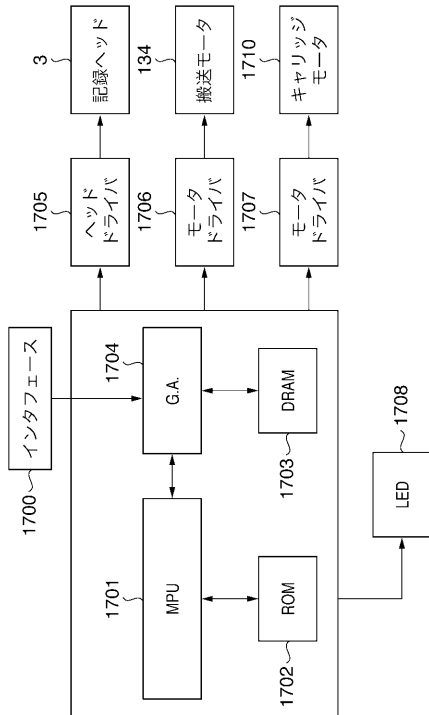 1700
インタフェース
1701
MPU
1704
G.A.
1702
ROM
1703
DRAM
1705
ヘッド
ドライバ
3
記録ヘッド
1706
モータ
ドライバ
134
搬送モータ
1707
モータ
ドライバ
1710
キャリッジ
モータ
1708
LED